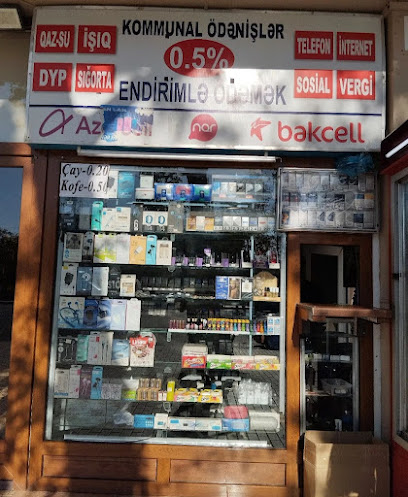 KOMMUNAL ÖDƏNİŞLƏR
QAZ-SU İŞIQ
0.5%
TELEFON İNTERNET
DYP SIĞORTA
SOSİAL VERGİ
ENDİRİMLƏ ÖDƏMƏK
nar
bakcell
Çay-0.20
Kofe-0.50